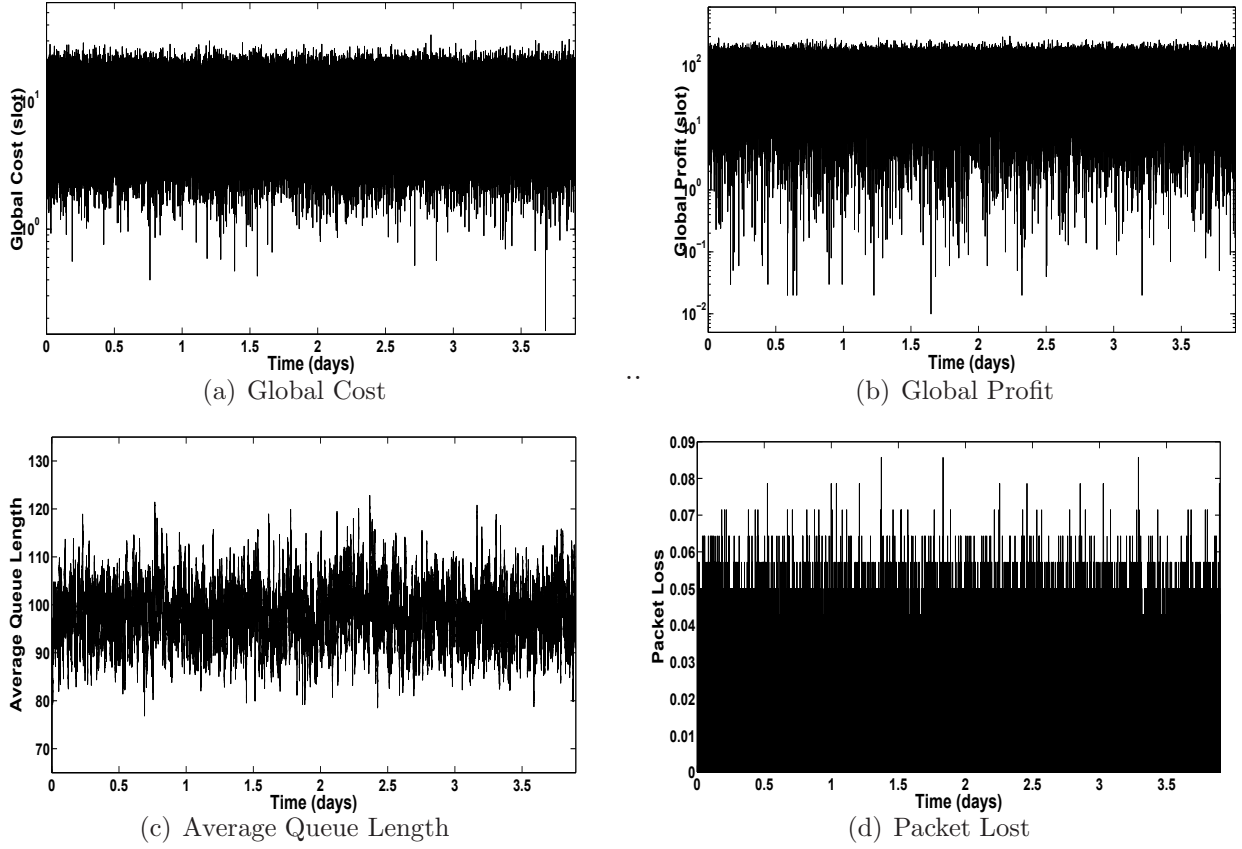 Global Cost (slot)
10^1
10^0
0 0.5 1 1.5 2 2.5 3 3.5
Time (days)
(a) Global Cost
Global Profit (slot)
10^2
10^1
10^0
10^-1
10^-2
0 0.5 1 1.5 2 2.5 3 3.5
Time (days)
(b) Global Profit
..
Average Queue Length
130
120
110
100
90
80
70
0 0.5 1 1.5 2 2.5 3 3.5
Time (days)
(c) Average Queue Length
Packet Loss
0.09
0.08
0.07
0.06
0.05
0.04
0.03
0.02
0.01
0
0 0.5 1 1.5 2 2.5 3 3.5
Time (days)
(d) Packet Lost